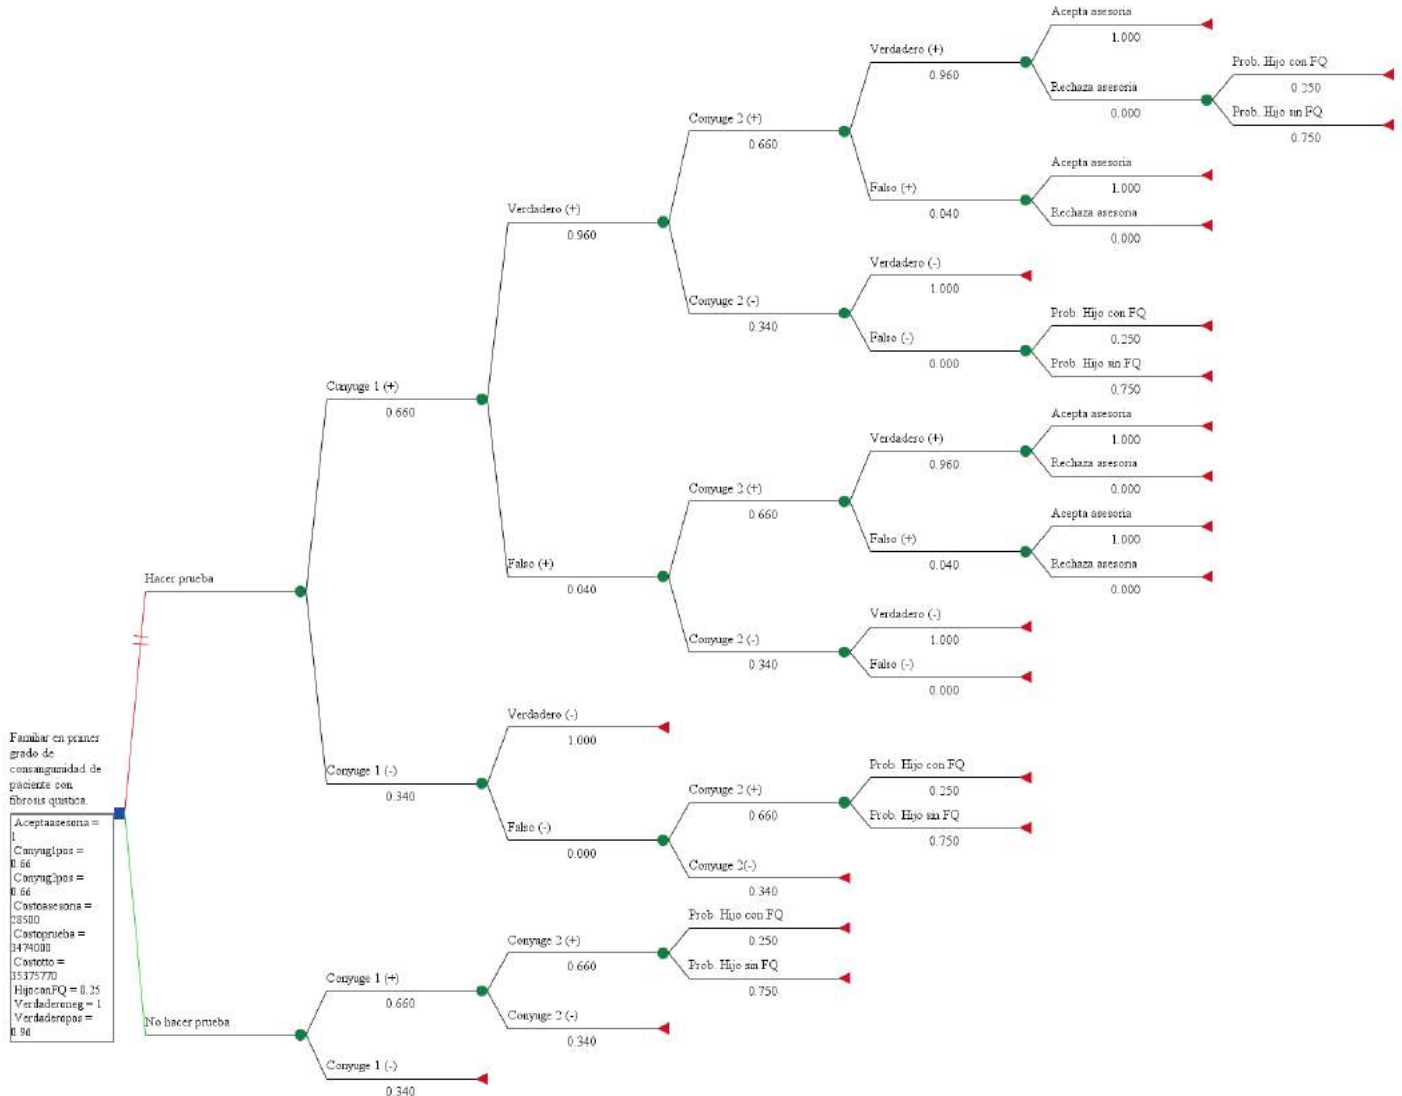 Acepta asesoria
1.000
Verdadero (+)
0.960
Prob. Hijo con FQ
0.250
Rechaza asesoria
0.000
Prob. Hijo sin FQ
0.750
Conyuge 2 (+)
0.660
Acepta asesoria
1.000
Falso (+)
0.040
Rechaza asesoria
0.000
Verdadero (+)
0.960
Verdadero (-)
1.000
Conyuge 2 (-)
0.340
Prob. Hijo con FQ
0.250
Falso (-)
0.000
Prob. Hijo sin FQ
0.750
Conyuge 1 (+)
0.660
Acepta asesoria
1.000
Verdadero (+)
0.960
Rechaza asesoria
0.000
Conyuge 2 (+)
0.660
Acepta asesoria
1.000
Falso (+)
0.040
Rechaza asesoria
0.000
Falso (+)
0.040
Hacer prueba
Verdadero (-)
1.000
Conyuge 2 (-)
0.340
Falso (-)
0.000
Verdadero (-)
1.000
Conyuge 1 (-)
0.340
Prob. Hijo con FQ
0.250
Conyuge 2 (+)
0.660
Prob. Hijo sin FQ
0.750
Falso (-)
0.000
Conyuge 2(-)
0.340
Familiar en primer
grado de
consanguinidad de
paciente con
fibrosis quistica.
Aceptaasesoria =
1
Conyug1pos =
0.66
Conyug2pos =
0.66
Costoasesoria =
28500
Costoprueba =
3474000
Costotto =
35375770
HijoconFQ = 0.25
Verdaderoneg = 1
Verdaderopos =
0.96
Prob. Hijo con FQ
0.250
Conyuge 2 (+)
0.660
Prob. Hijo sin FQ
0.750
Conyuge 1 (+)
0.660
Conyuge 2 (-)
0.340
No hacer prueba
Conyuge 1 (-)
0.340